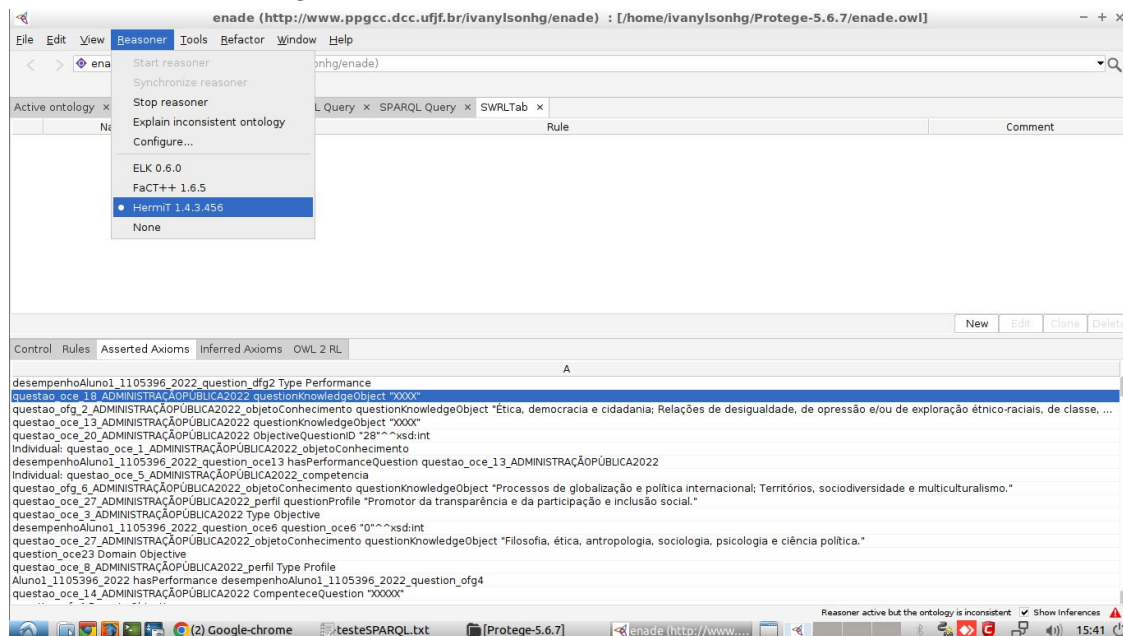 enade (http://www.ppgcc.dcc.ufjf.br/ivanylsonhg/enade) : [/home/ivanylsonhg/Protege-5.6.7/enade.owl]
File Edit View Reasoner Tools Refactor Window Help
ena onhg/enade)
Start reasoner
Synchronize reasoner
Stop reasoner
Explain inconsistent ontology
Configure...
ELK 0.6.0
FaCT++ 1.6.5
HermiT 1.4.3.456
None
Active ontology × L Query × SPARQL Query × SWRLTab ×
Na Rule Comment
New Edit Clone Delete
Control Rules Asserted Axioms Inferred Axioms OWL 2 RL
A
desempenhoAluno1_1105396_2022_question_dfg2 Type Performance
questao_oce_18_ADMINISTRAÇÃOPÚBLICA2022 questionKnowledgeObject "XXXX"
questao_ofg_2_ADMINISTRAÇÃOPÚBLICA2022_objetoConhecimento questionKnowledgeObject "Ética, democracia e cidadania; Relações de desigualdade, de opressão e/ou de exploração étnico-raciais, de classe, ...
questao_oce_13_ADMINISTRAÇÃOPÚBLICA2022 questionKnowledgeObject "XXXX"
questao_oce_20_ADMINISTRAÇÃOPÚBLICA2022 ObjectiveQuestionID "28"^^xsd:int
Individual: questao_oce_1_ADMINISTRAÇÃOPÚBLICA2022_objetoConhecimento
desempenhoAluno1_1105396_2022_question_oce13 hasPerformanceQuestion questao_oce_13_ADMINISTRAÇÃOPÚBLICA2022
Individual: questao_oce_5_ADMINISTRAÇÃOPÚBLICA2022_competencia
questao_ofg_6_ADMINISTRAÇÃOPÚBLICA2022_objetoConhecimento questionKnowledgeObject "Processos de globalização e política internacional; Territórios, sociodiversidade e multiculturalismo."
questao_oce_27_ADMINISTRAÇÃOPÚBLICA2022_perfil questionProfile "Promotor da transparência e da participação e inclusão social."
questao_oce_3_ADMINISTRAÇÃOPÚBLICA2022 Type Objective
desempenhoAluno1_1105396_2022_question_oce6 question_oce6 "0"^^xsd:int
questao_oce_27_ADMINISTRAÇÃOPÚBLICA2022_objetoConhecimento questionKnowledgeObject "Filosofia, ética, antropologia, sociologia, psicologia e ciência política."
question_oce23 Domain Objective
questao_oce_8_ADMINISTRAÇÃOPÚBLICA2022_perfil Type Profile
Aluno1_1105396_2022 hasPerformance desempenhoAluno1_1105396_2022_question_ofg4
questao_oce_14_ADMINISTRAÇÃOPÚBLICA2022 CompenteceQuestion "XXXXX"
Reasoner active but the ontology is inconsistent Show Inferences
(2) Google-chrome testeSPARQL.txt [Protege-5.6.7] enade (http://www.... 15:41